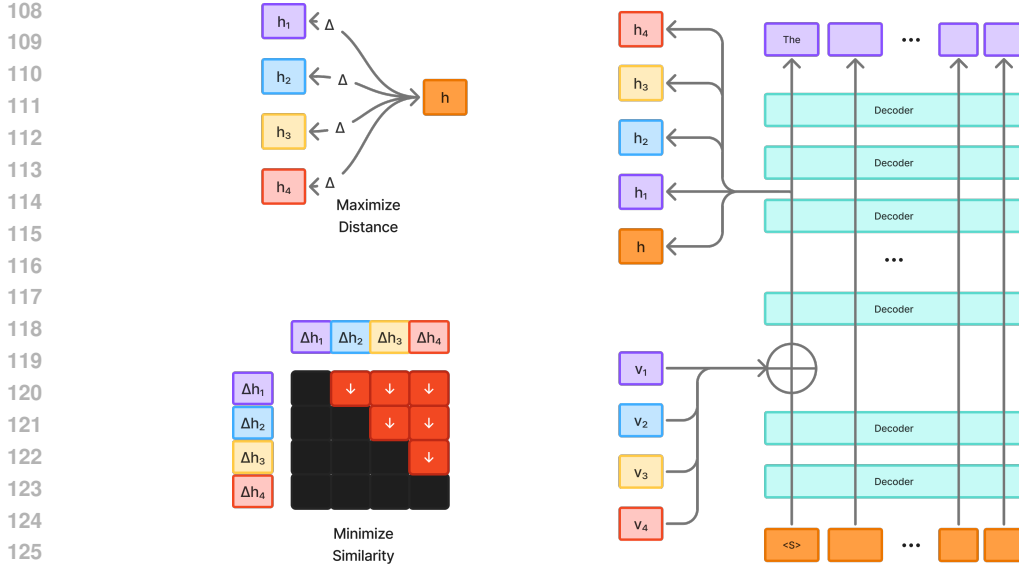 108
109
110
111
112
113
114
115
116
117
118
119
120
121
122
123
124
125
h1 Δ
h2 Δ
h3 Δ
h4 Δ
h
Maximize
Distance
Δh1 Δh2 Δh3 Δh4
Δh1 ↓ ↓ ↓
Δh2 ↓ ↓
Δh3 ↓
Δh4
Minimize
Similarity
h4
h3
h2
h1
h
v1
v2
v3
v4
The ...
Decoder
Decoder
Decoder
...
Decoder
Decoder
Decoder
<S> ...